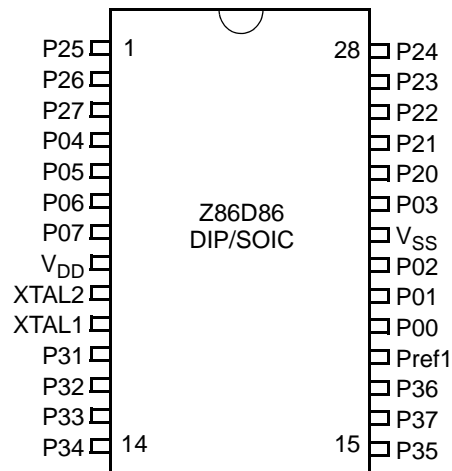 P25 1 28 P24
P26 P23
P27 P22
P04 P21
P05 P20
P06 P03
Z86D86
DIP/SOIC
P07 VSS
VDD P02
XTAL2 P01
XTAL1 P00
P31 Pref1
P32 P36
P33 P37
P34 14 15 P35